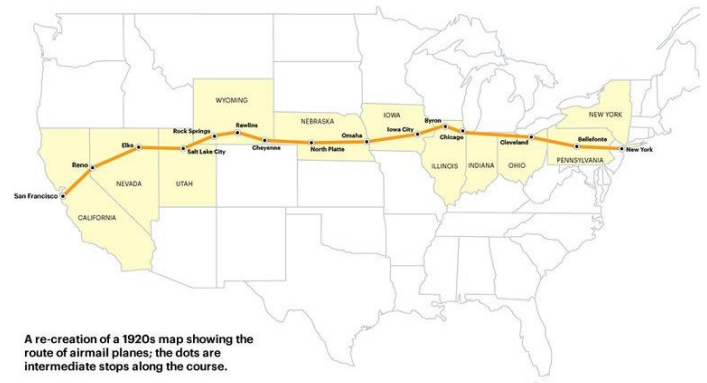 WYOMING
NEBRASKA
IOWA
NEW YORK
Rock Springs
Rawlins
Byron
Elko
Omaha
Iowa City
Chicago
Cleveland
Bellefonte
Reno
Salt Lake City
Cheyenne
North Platte
New York
NEVADA
UTAH
ILLINOIS
INDIANA
OHIO
PENNSYLVANIA
San Francisco
CALIFORNIA
A re-creation of a 1920s map showing the
route of airmail planes; the dots are
intermediate stops along the course.